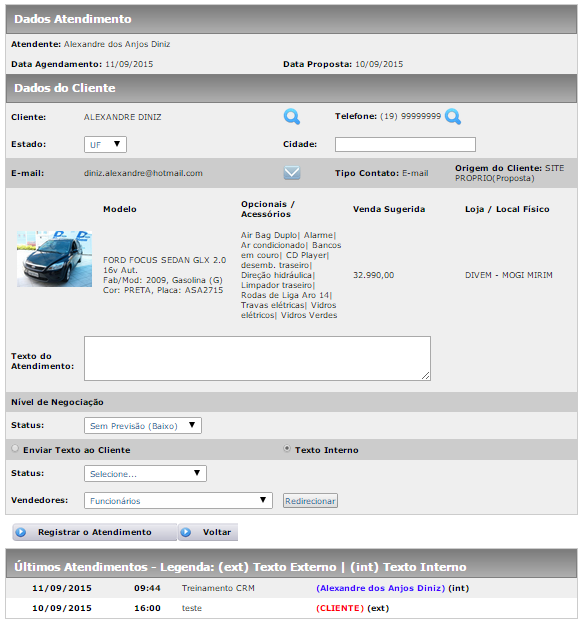 Dados Atendimento
Atendente: Alexandre dos Anjos Diniz
Data Agendamento: 11/09/2015 Data Proposta: 10/09/2015
Dados do Cliente
Cliente: ALEXANDRE DINIZ Telefone: (19) 99999999
Estado: UF Cidade:
E-mail: diniz.alexandre@hotmail.com Tipo Contato: E-mail Origem do Cliente: SITE
PROPRIO(Proposta)
Modelo Opcionais / Venda Sugerida Loja / Local Físico
Acessórios
FORD FOCUS SEDAN GLX 2.0
16v Aut.
Fab/Mod: 2009, Gasolina (G)
Cor: PRETA, Placa: ASA2715
Air Bag Duplo| Alarme|
Ar condicionado| Bancos
em couro| CD Player|
desemb. traseiro|
Direção hidráulica|
Limpador traseiro|
Rodas de Liga Aro 14|
Travas elétricas| Vidros
elétricos| Vidros Verdes
32.990,00
DIVEM - MOGI MIRIM
Texto do
Atendimento:
Nível de Negociação
Status: Sem Previsão (Baixo)
Enviar Texto ao Cliente Texto Interno
Status: Selecione...
Vendedores: Funcionários Redirecionar
Registrar o Atendimento Voltar
Últimos Atendimentos - Legenda: (ext) Texto Externo | (int) Texto Interno
11/09/2015 09:44 Treinamento CRM (Alexandre dos Anjos Diniz) (int)
10/09/2015 16:00 teste (CLIENTE) (ext)